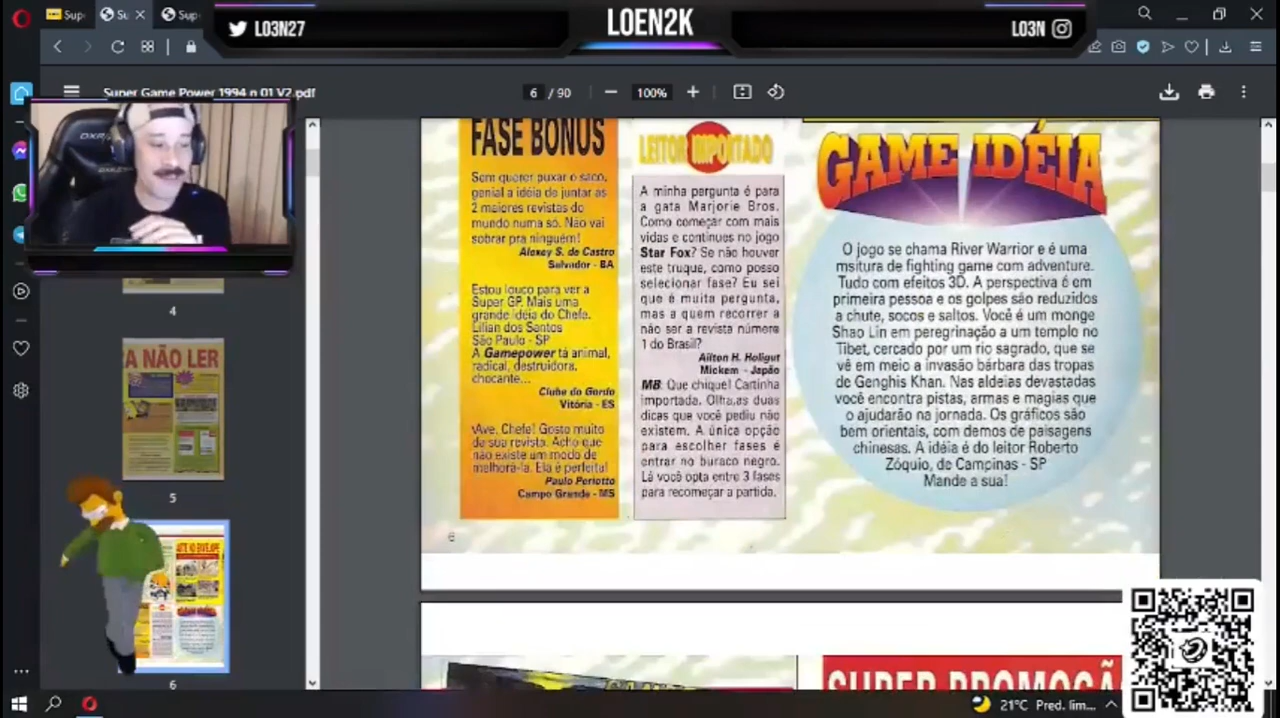 Sup
Su
Sup
LO3N27
LOEN2K
LO3N
Super Game Power 1994 n 01 V2.pdf
6 / 90
100%
4
A NÃO LER
5
6
FASE BÔNUS
Sem querer puxar o saco,
genial a idéia de juntar as
2 maiores revistas do
mundo numa só. Não vai
sobrar pra ninguém!
Alexey S. de Castro
Salvador - BA
Estou louco para ver a
Super GP. Mais uma
grande idéia do Chefe.
Lilian dos Santos
São Paulo - SP
A Gamepower tá animal,
radical, destruidora,
chocante...
Clube do Gordo
Vitória - ES
Ave, Chefe! Gosto muito
da sua revista. Acho que
não existe um modo de
melhorá-la. Ela é perfeita!
Paulo Periotto
Campo Grande - MS
6
LEITOR IMPORTADO
A minha pergunta é para
a gata Marjorie Bros.
Como começar com mais
vidas e continues no jogo
Star Fox? Se não houver
este truque, como posso
selecionar fase? Eu sei
que é muita pergunta,
mas a quem recorrer a
não ser a revista número
1 do Brasil?
Ailton H. Holigut
Mickem - Japão
MB: Que chique! Cartinha
importada. Olha, as duas
dicas que você pediu não
existem. A única opção
para escolher fases é
entrar no buraco negro.
Lá você opta entre 3 fases
para recomeçar a partida.
GAME IDÉIA
O jogo se chama River Warrior e é uma
msitura de fighting game com adventure.
Tudo com efeitos 3D. A perspectiva é em
primeira pessoa e os golpes são reduzidos
a chute, socos e saltos. Você é um monge
Shao Lin em peregrinação a um templo no
Tibet, cercado por um rio sagrado, que se
vê em meio a invasão bárbara das tropas
de Genghis Khan. Nas aldeias devastadas
você encontra pistas, armas e magias que
o ajudarão na jornada. Os gráficos são
bem orientais, com demos de paisagens
chinesas. A idéia é do leitor Roberto
Zóquio, de Campinas - SP
Mande a sua!
SUPER PROMOÇÃ
21°C Pred. lim...